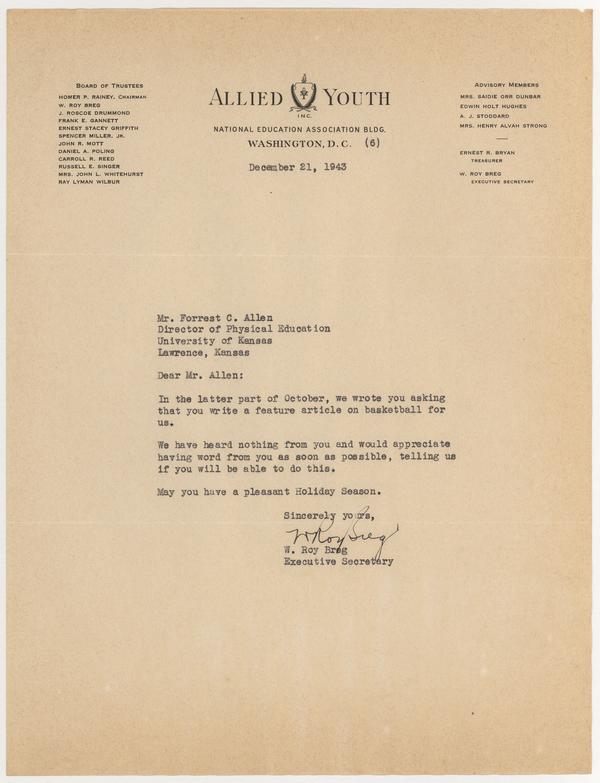 BOARD OF TRUSTEES
HOMER P. RAINEY, CHAIRMAN
W. ROY BREG
J. ROSCOE DRUMMOND
FRANK E. GANNETT
ERNEST STACEY GRIFFITH
SPENCER MILLER, JR.
JOHN R. MOTT
DANIEL A. POLING
CARROLL R. REED
RUSSELL E. SINGER
MRS. JOHN L. WHITEHURST
RAY LYMAN WILBUR
ALLIED YOUTH
INC.
NATIONAL EDUCATION ASSOCIATION BLDG.
WASHINGTON, D. C. (6)
December 21, 1943
ADVISORY MEMBERS
MRS. SAIDIE ORR DUNBAR
EDWIN HOLT HUGHES
A. J. STODDARD
MRS. HENRY ALVAH STRONG
ERNEST R. BRYAN
TREASURER
W. ROY BREG
EXECUTIVE SECRETARY
Mr. Forrest C. Allen
Director of Physical Education
University of Kansas
Lawrence, Kansas
Dear Mr. Allen:
In the latter part of October, we wrote you asking
that you write a feature article on basketball for
us.
We have heard nothing from you and would appreciate
having word from you as soon as possible, telling us
if you will be able to do this.
May you have a pleasant Holiday Season.
Sincerely yours,
W Roy Breg
W. Roy Breg
Executive Secretary